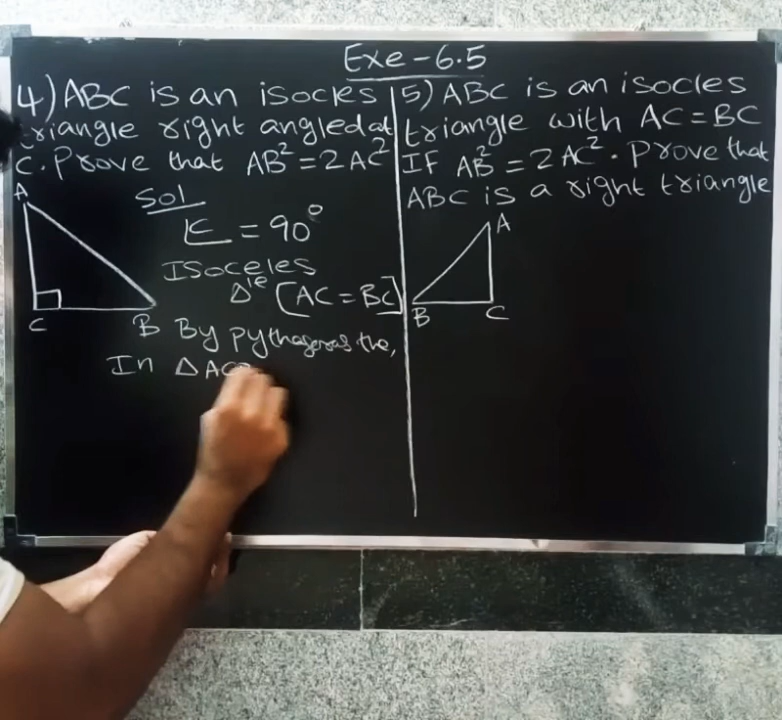 Exe-6.5
4) ABC is an isocles
triangle right angled at
C. Prove that AB² = 2AC²
Sol
∠C = 90°
Isoceles
Δle (AC = BC]
By pythagoras the,
In Δ AC
A
C
B
5) ABC is an isocles
triangle with AC = BC
IF AB² = 2AC². Prove that
ABC is a right triangle
A
B
C